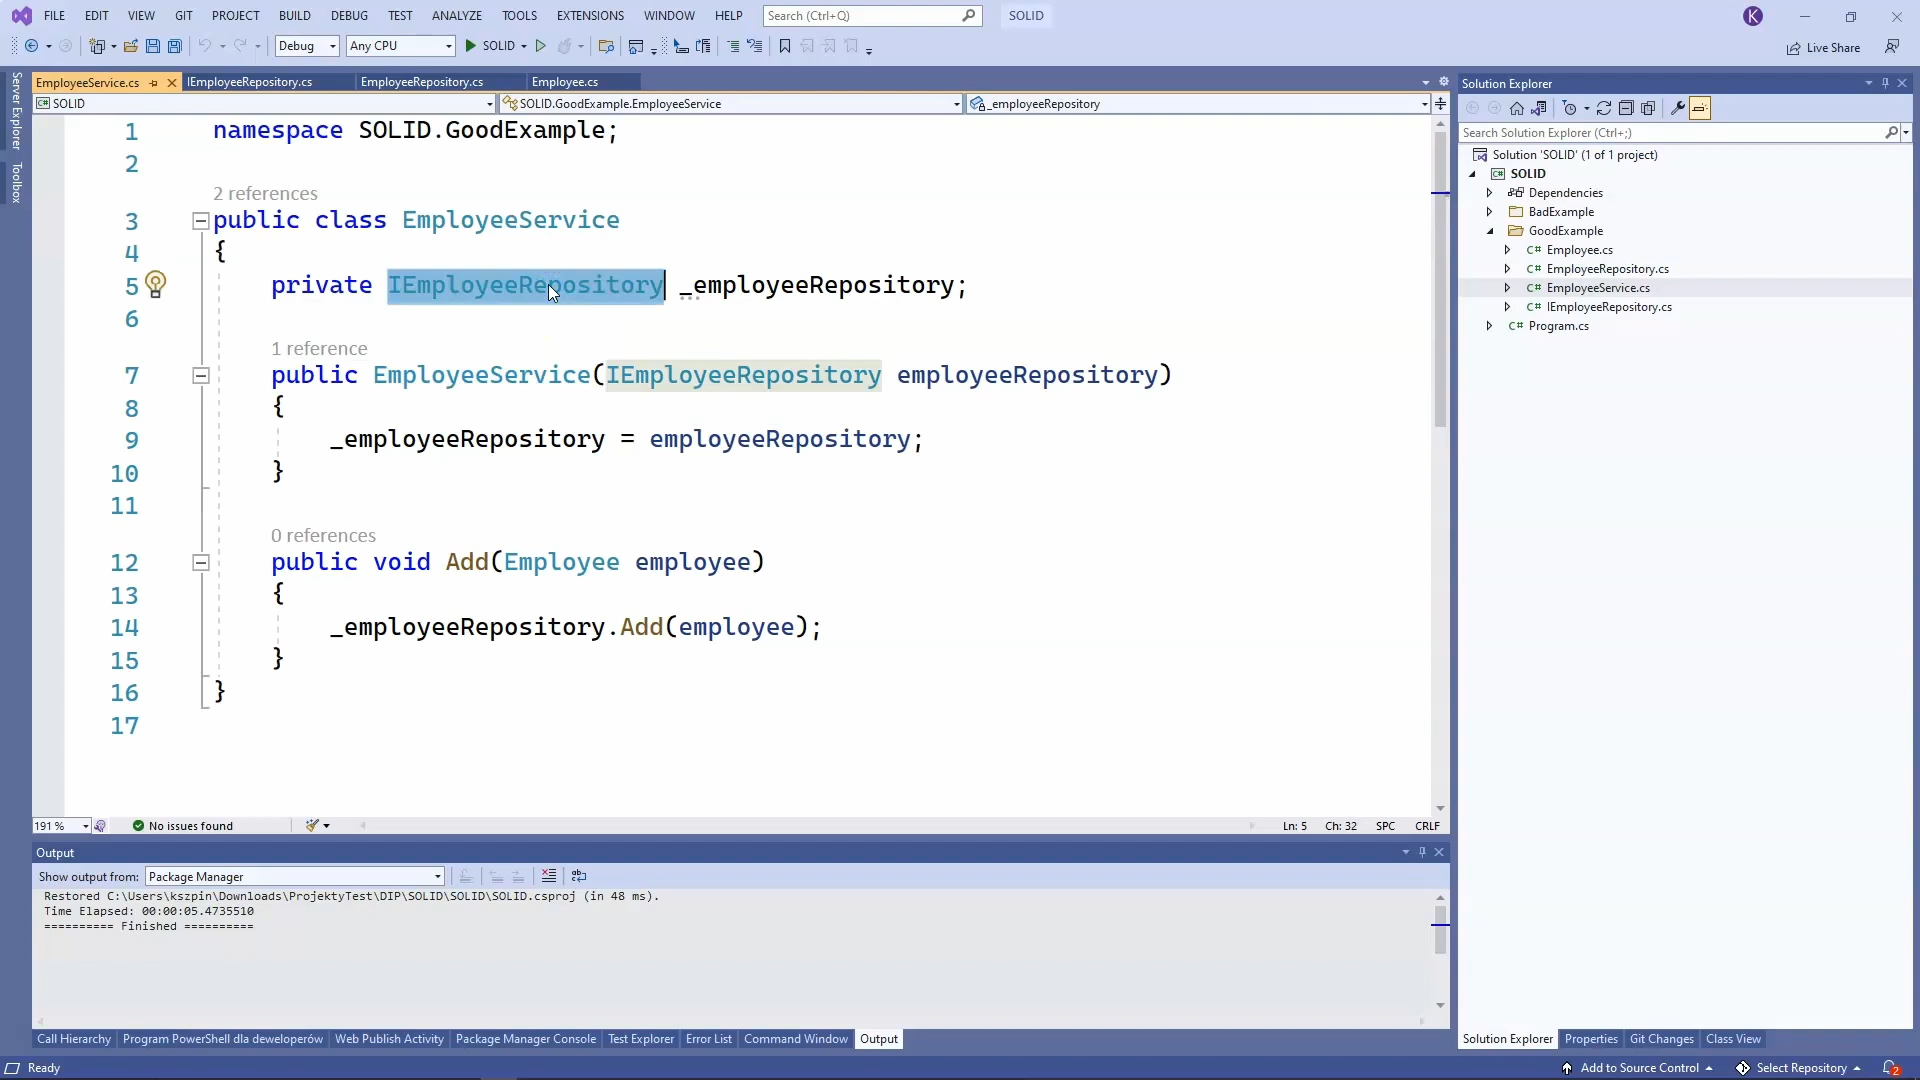 FILE EDIT VIEW GIT PROJECT BUILD DEBUG TEST ANALYZE TOOLS EXTENSIONS WINDOW HELP Search (Ctrl+Q) SOLID K
Debug Any CPU SOLID Live Share
Server Explorer
Toolbox
EmployeeService.cs IEmployeeRepository.cs EmployeeRepository.cs Employee.cs
C# SOLID SOLID.GoodExample.EmployeeService _employeeRepository
1 namespace SOLID.GoodExample;
2
2 references
3 public class EmployeeService
4 {
5 private IEmployeeRepository _employeeRepository;
6
1 reference
7 public EmployeeService(IEmployeeRepository employeeRepository)
8 {
9 _employeeRepository = employeeRepository;
10 }
11
0 references
12 public void Add(Employee employee)
13 {
14 _employeeRepository.Add(employee);
15 }
16 }
17
191 % No issues found Ln: 5 Ch: 32 SPC CRLF
Output
Show output from: Package Manager
Restored C:\Users\kszpin\Downloads\ProjektyTest\DIP\SOLID\SOLID\SOLID.csproj (in 48 ms).
Time Elapsed: 00:00:05.4735510
========== Finished ==========
Call Hierarchy Program PowerShell dla deweloperów Web Publish Activity Package Manager Console Test Explorer Error List Command Window Output
Solution Explorer
Search Solution Explorer (Ctrl+;)
Solution 'SOLID' (1 of 1 project)
C# SOLID
Dependencies
BadExample
GoodExample
C# Employee.cs
C# EmployeeRepository.cs
C# EmployeeService.cs
C# IEmployeeRepository.cs
C# Program.cs
Solution Explorer Properties Git Changes Class View
Ready Add to Source Control Select Repository 2